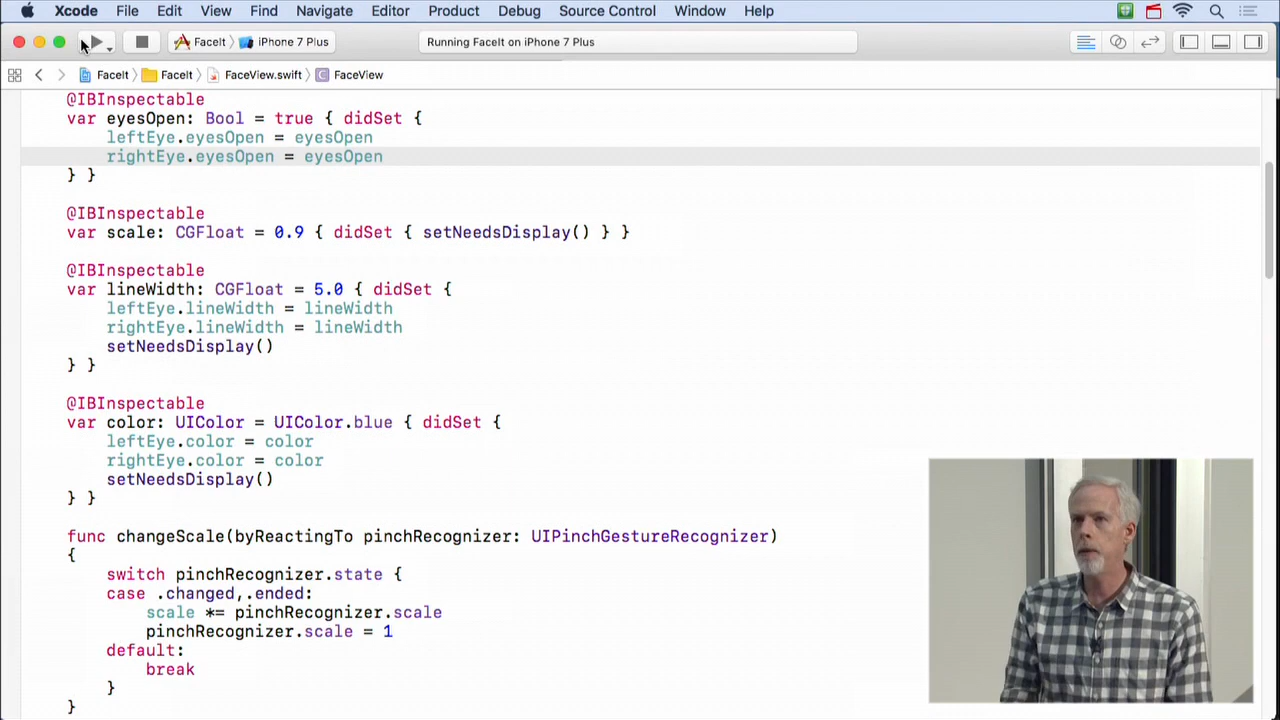 Xcode File Edit View Find Navigate Editor Product Debug Source Control Window Help
FaceIt iPhone 7 Plus Running FaceIt on iPhone 7 Plus
FaceIt FaceIt FaceView.swift C FaceView
@IBInspectable
var eyesOpen: Bool = true { didSet {
leftEye.eyesOpen = eyesOpen
rightEye.eyesOpen = eyesOpen
} }
@IBInspectable
var scale: CGFloat = 0.9 { didSet { setNeedsDisplay() } }
@IBInspectable
var lineWidth: CGFloat = 5.0 { didSet {
leftEye.lineWidth = lineWidth
rightEye.lineWidth = lineWidth
setNeedsDisplay()
} }
@IBInspectable
var color: UIColor = UIColor.blue { didSet {
leftEye.color = color
rightEye.color = color
setNeedsDisplay()
} }
func changeScale(byReactingTo pinchRecognizer: UIPinchGestureRecognizer)
{
switch pinchRecognizer.state {
case .changed,.ended:
scale *= pinchRecognizer.scale
pinchRecognizer.scale = 1
default:
break
}
}